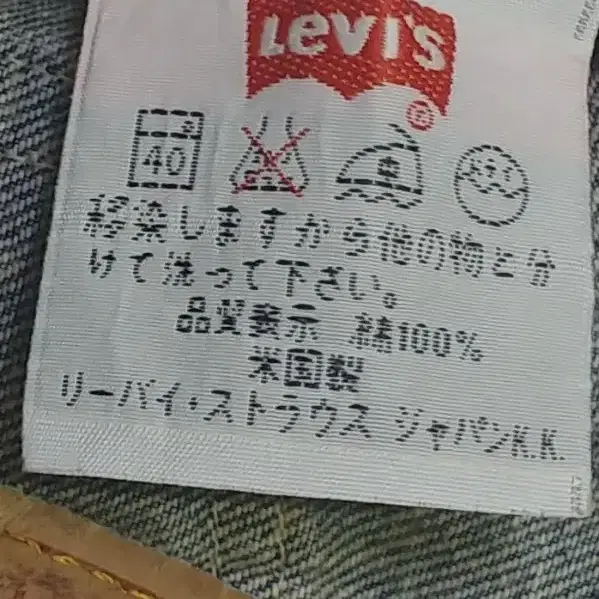 Levi's
®
40
移染しますから他の物と分
けて洗って下さい。
品質表示 綿100%
米国製
リーバイ・ストラウス ジャパンK.K.